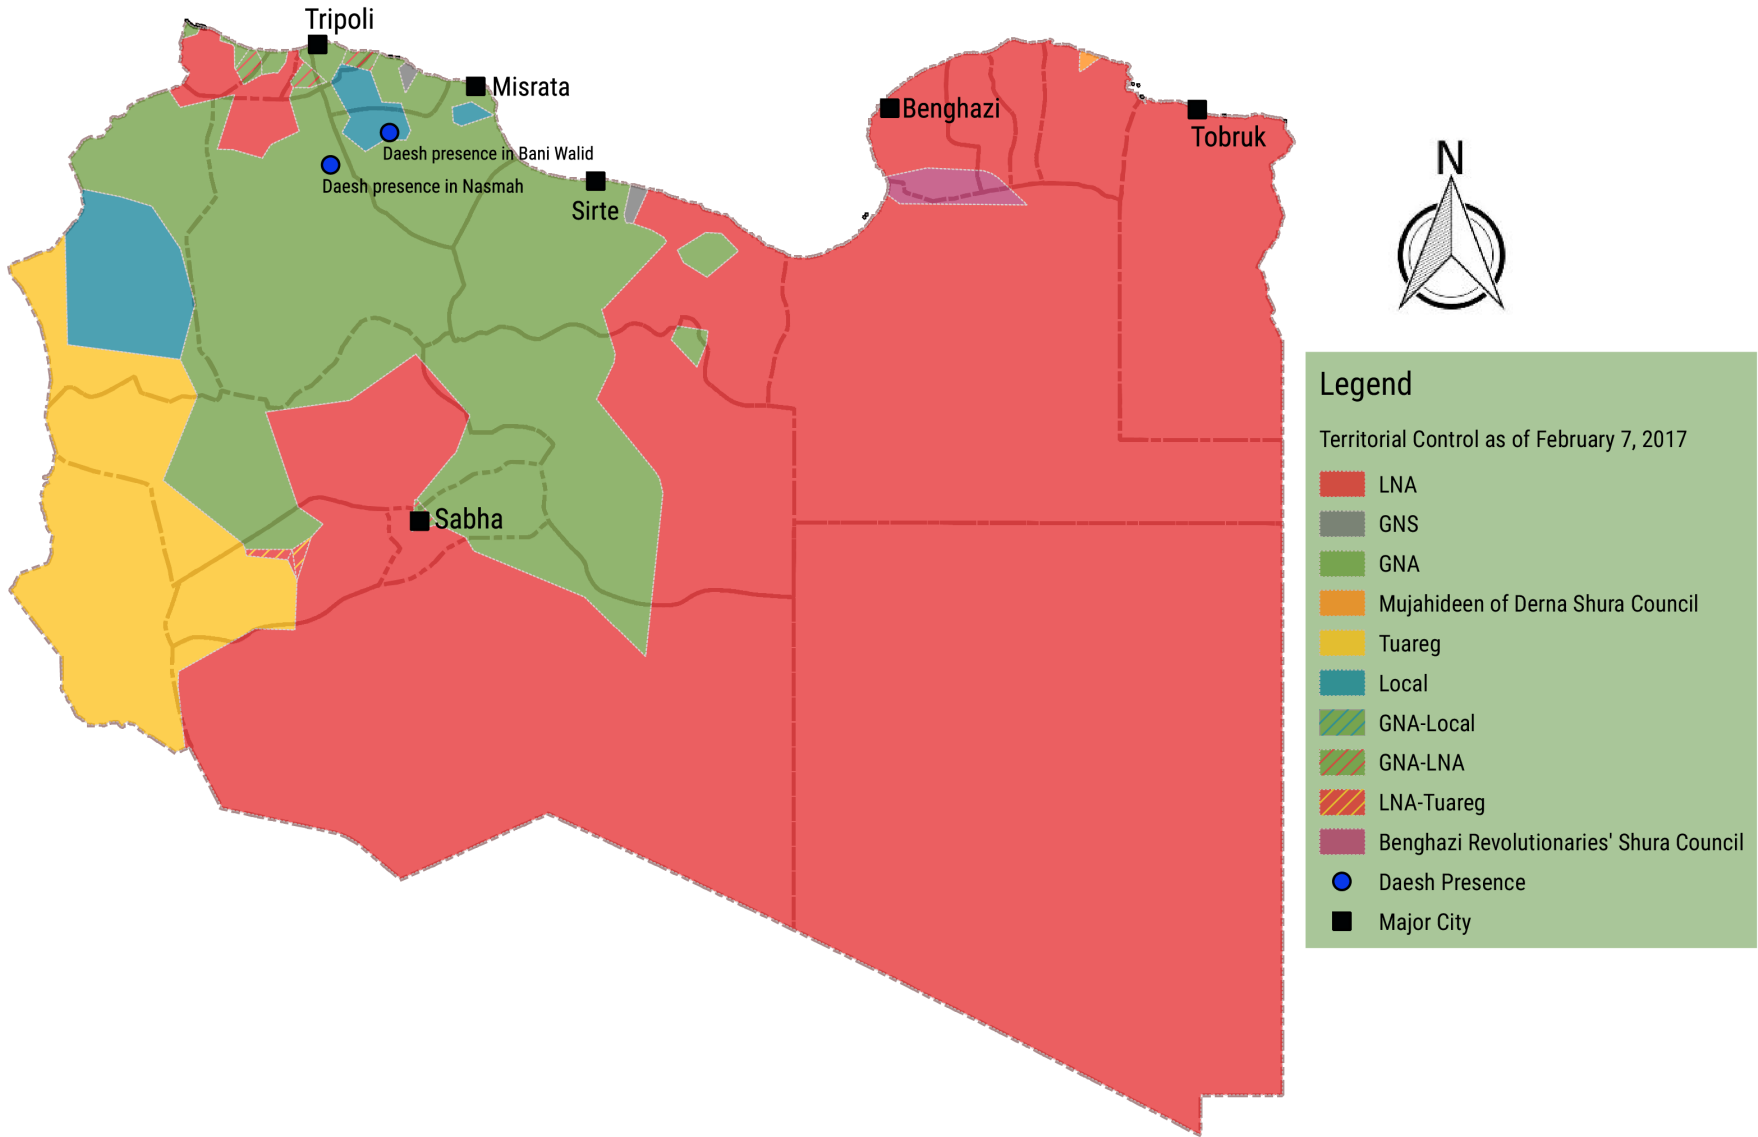 Tripoli
Misrata
Benghazi
Tobruk
Daesh presence in Bani Walid
Daesh presence in Nasmah
Sirte
Sabha
N
Legend
Territorial Control as of February 7, 2017
LNA
GNS
GNA
Mujahideen of Derna Shura Council
Tuareg
Local
GNA-Local
GNA-LNA
LNA-Tuareg
Benghazi Revolutionaries' Shura Council
Daesh Presence
Major City